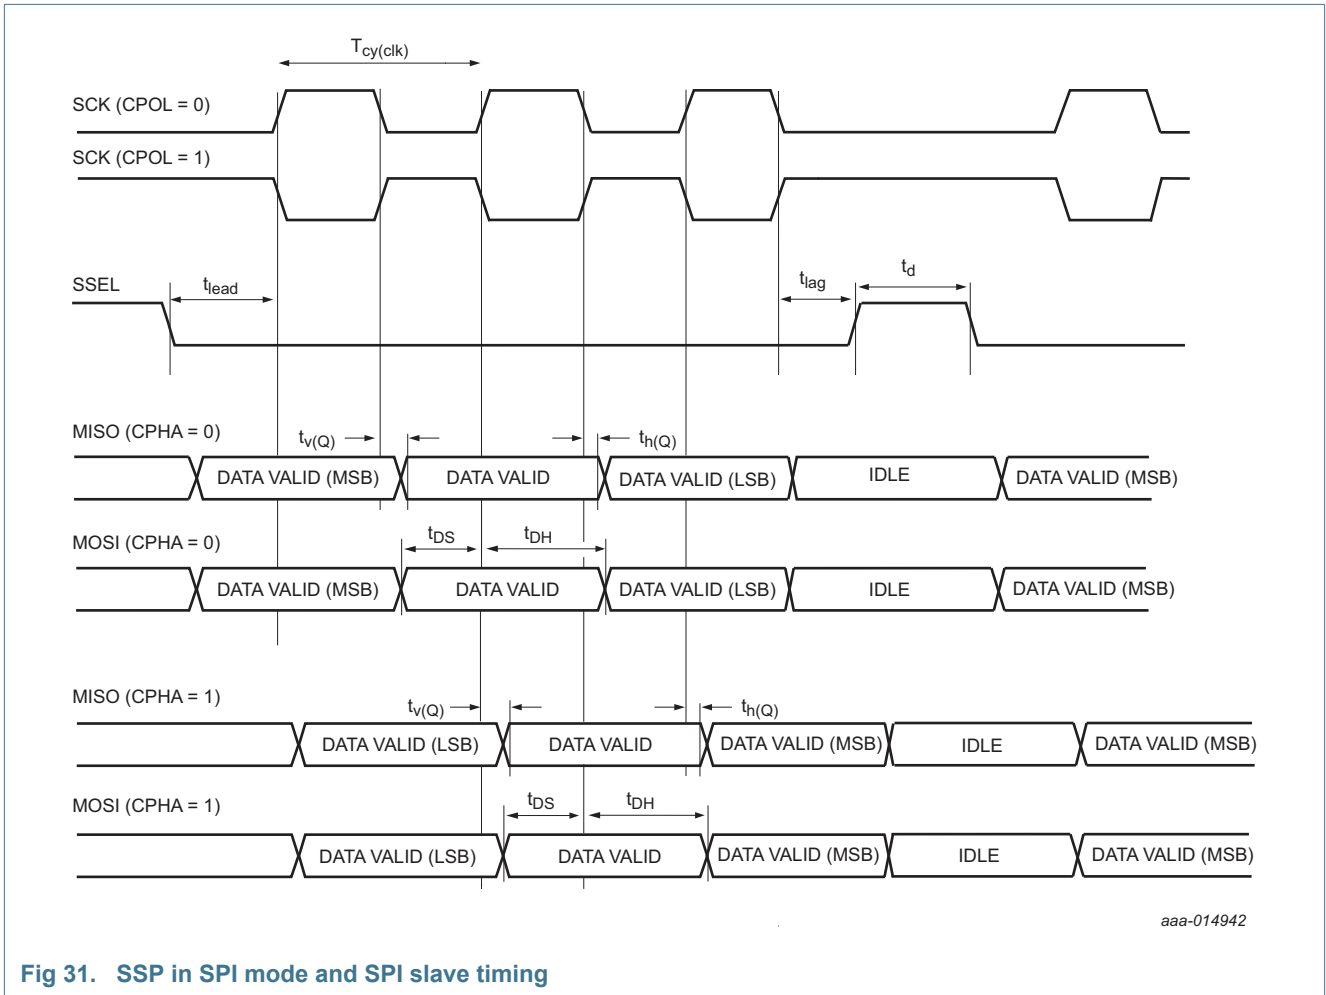 Tcy(clk)
SCK (CPOL = 0)
SCK (CPOL = 1)
SSEL
tlead
tlag
td
MISO (CPHA = 0)
tv(Q)
th(Q)
DATA VALID (MSB)
DATA VALID
DATA VALID (LSB)
IDLE
DATA VALID (MSB)
MOSI (CPHA = 0)
tDS
tDH
DATA VALID (MSB)
DATA VALID
DATA VALID (LSB)
IDLE
DATA VALID (MSB)
MISO (CPHA = 1)
tv(Q)
th(Q)
DATA VALID (LSB)
DATA VALID
DATA VALID (MSB)
IDLE
DATA VALID (MSB)
MOSI (CPHA = 1)
tDS
tDH
DATA VALID (LSB)
DATA VALID
DATA VALID (MSB)
IDLE
DATA VALID (MSB)
aaa-014942
Fig 31. SSP in SPI mode and SPI slave timing